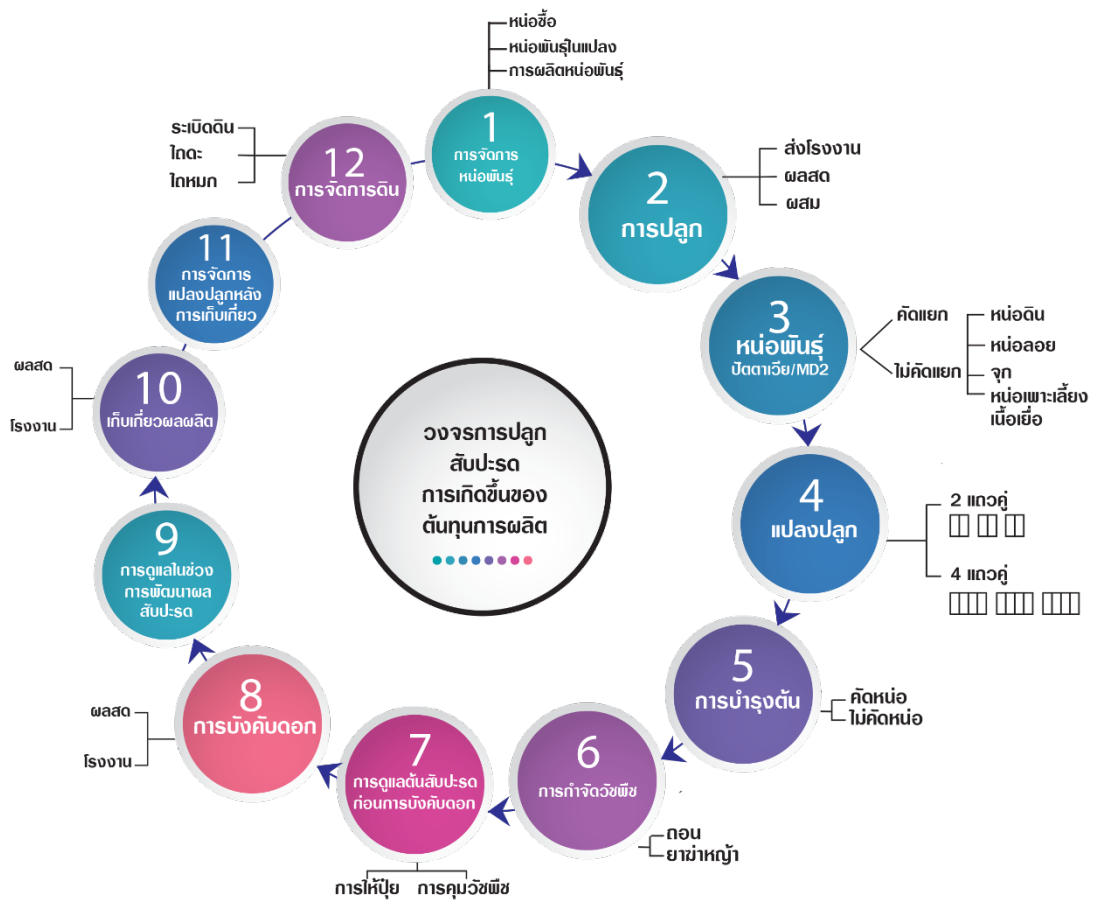 วงจรการปลูก
สับปะรด
การเกิดขึ้นของ
ต้นทุนการผลิต
1
การจัดการ
หน่อพันธุ์
หน่อซื้อ
หน่อพันธุ์ในแปลง
การผลิตหน่อพันธุ์
2
การปลูก
ส่งโรงงาน
ผลสด
ผสม
3
หน่อพันธุ์
ปัตตาเวีย/MD2
คัดแยก
ไม่คัดแยก
หน่อดิน
หน่อลอย
จุก
หน่อเพาะเลี้ยง
เนื้อเยื่อ
4
แปลงปลูก
2 แถวคู่
4 แถวคู่
5
การบำรุงต้น
คัดหน่อ
ไม่คัดหน่อ
6
การกำจัดวัชพืช
ถอน
ยาฆ่าหญ้า
7
การดูแลต้นสับปะรด
ก่อนการบังคับดอก
การให้ปุ๋ย
การคุมวัชพืช
8
การบังคับดอก
ผลสด
โรงงาน
9
การดูแลในช่วง
การพัฒนาผล
สับปะรด
10
เก็บเกี่ยวผลผลิต
ผลสด
โรงงาน
11
การจัดการ
แปลงปลูกหลัง
การเก็บเกี่ยว
12
การจัดการดิน
ระเบิดดิน
ไถดะ
ไถหมก